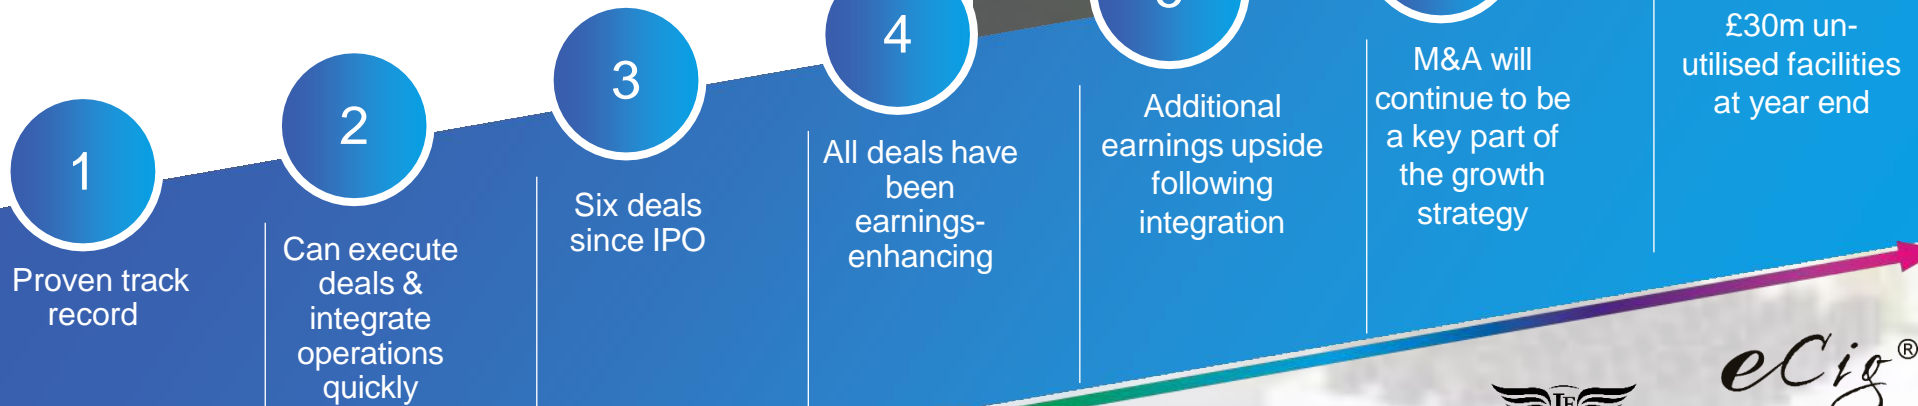 1
Proven track
record
2
Can execute
deals &
integrate
operations
quickly
3
Six deals
since IPO
4
All deals have
been
earnings-
enhancing
Additional
earnings upside
following
integration
M&A will
continue to be
a key part of
the growth
strategy
£30m un-
utilised facilities
at year end
eCig®